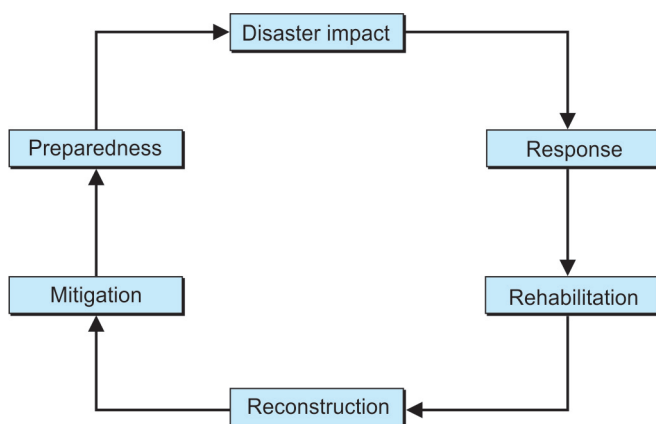 Disaster impact
Preparedness
Response
Mitigation
Rehabilitation
Reconstruction